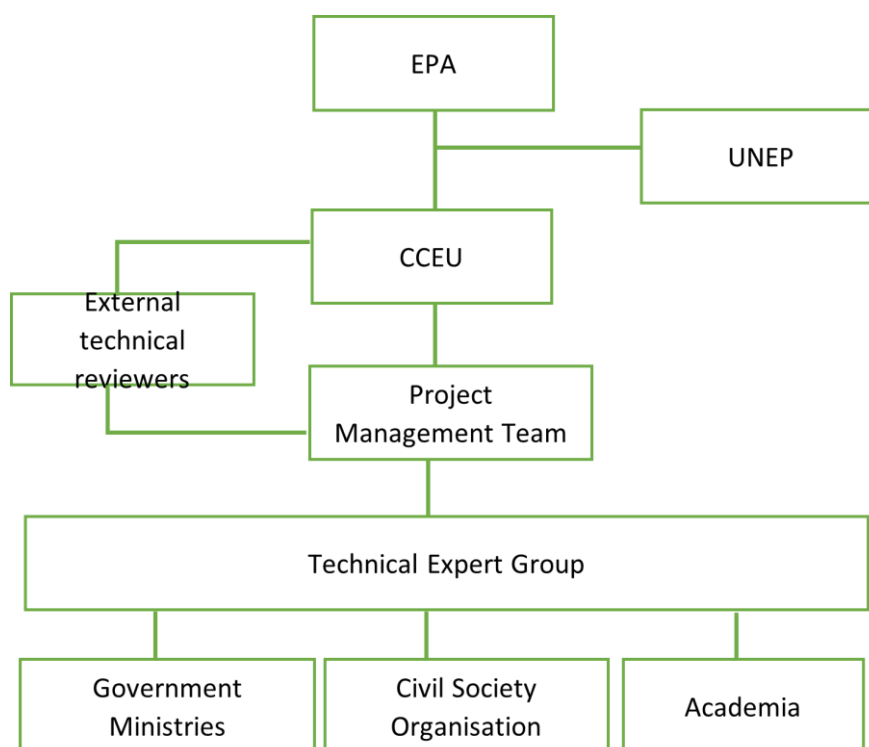 EPA
UNEP
CCEU
External
technical
reviewers
Project
Management Team
Technical Expert Group
Government
Ministries
Civil Society
Organisation
Academia